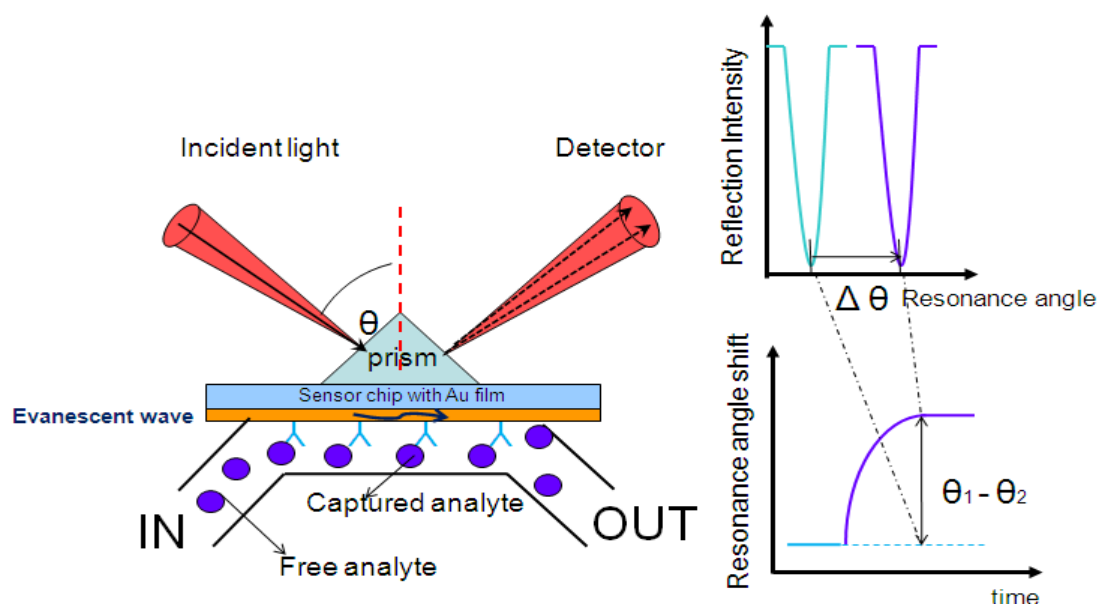 Incident light
Detector
θ
prism
Sensor chip with Au film
Evanescent wave
Captured analyte
IN
OUT
Free analyte
Reflection Intensity
Δ θ Resonance angle
Resonance angle shift
θ1 - θ2
time